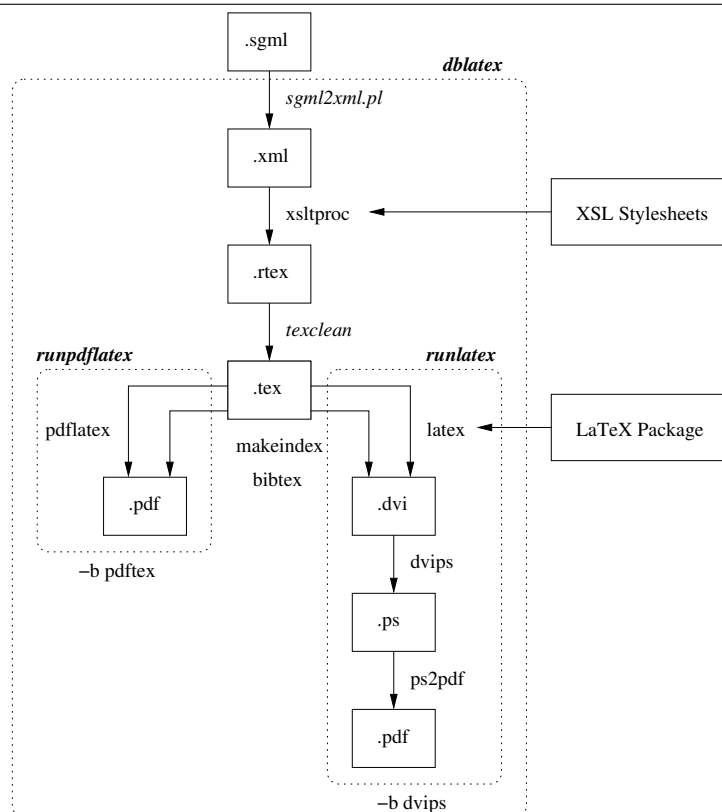 .sgml
dblatex
sgml2xml.pl
.xml
xsltproc
XSL Stylesheets
.rtex
texclean
runpdflatex
runlatex
.tex
pdflatex
latex
LaTeX Package
makeindex
bibtex
.pdf
.dvi
−b pdftex
dvips
.ps
ps2pdf
.pdf
−b dvips